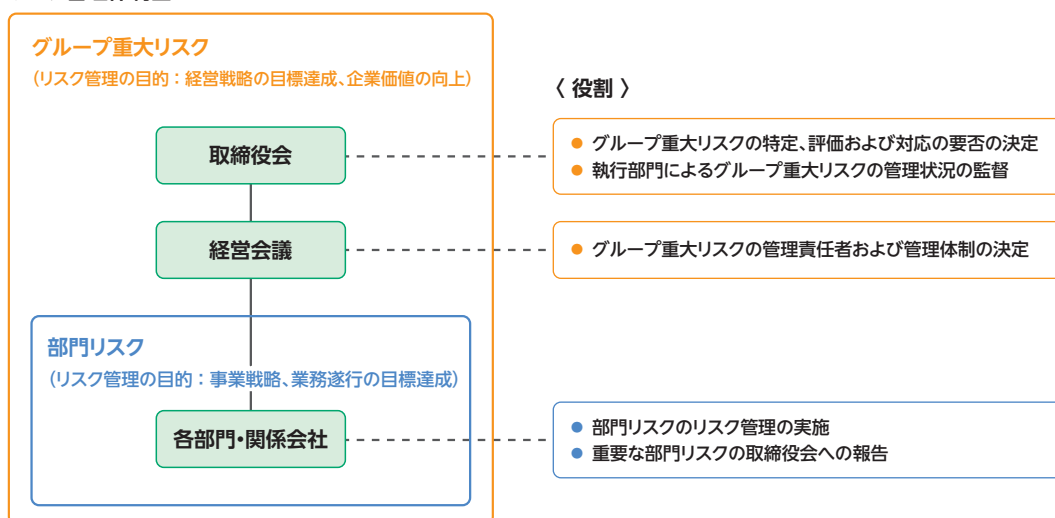 グループ重大リスク
(リスク管理の目的：経営戦略の目標達成、企業価値の向上)
〈 役割 〉
取締役会
● グループ重大リスクの特定、評価および対応の要否の決定
● 執行部門によるグループ重大リスクの管理状況の監督
経営会議
● グループ重大リスクの管理責任者および管理体制の決定
部門リスク
(リスク管理の目的：事業戦略、業務遂行の目標達成)
各部門・関係会社
● 部門リスクのリスク管理の実施
● 重要な部門リスクの取締役会への報告